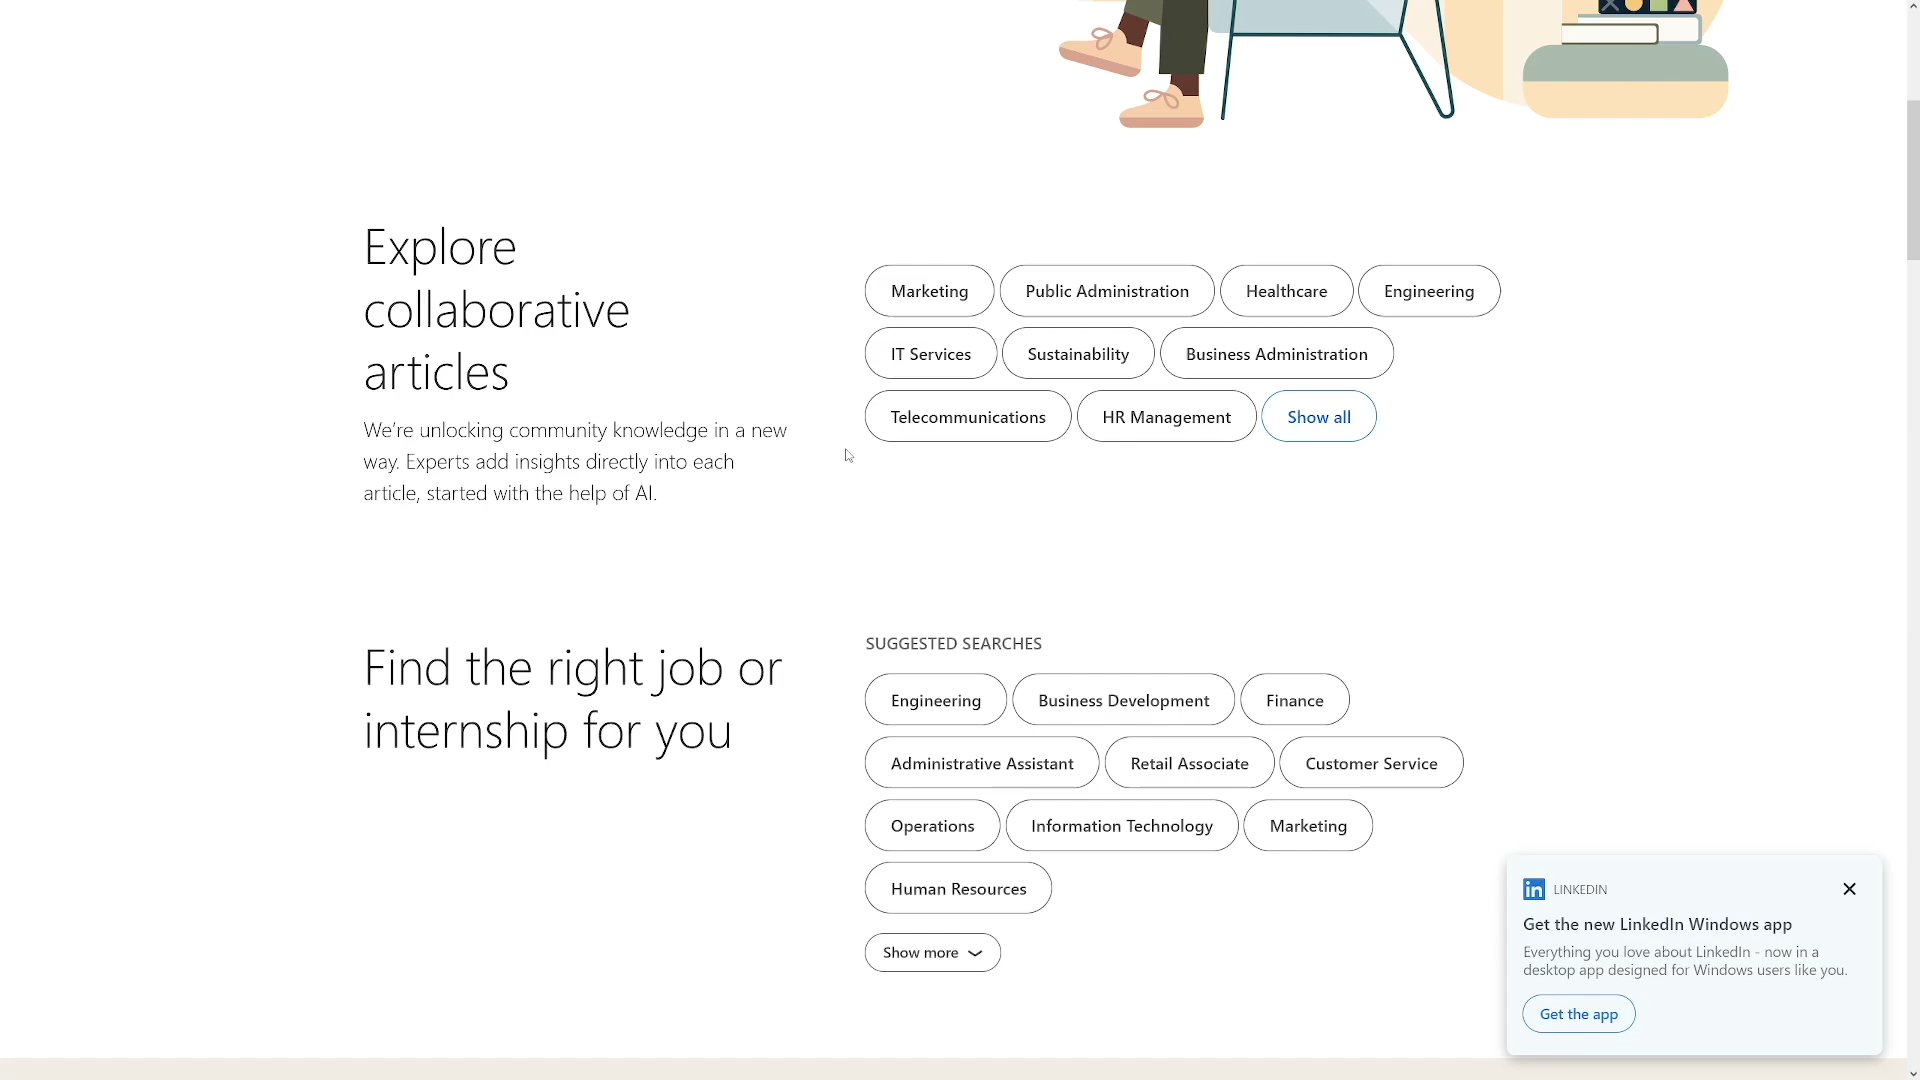 Explore
collaborative
articles
We’re unlocking community knowledge in a new
way. Experts add insights directly into each
article, started with the help of AI.
Marketing
Public Administration
Healthcare
Engineering
IT Services
Sustainability
Business Administration
Telecommunications
HR Management
Show all
Find the right job or
internship for you
SUGGESTED SEARCHES
Engineering
Business Development
Finance
Administrative Assistant
Retail Associate
Customer Service
Operations
Information Technology
Marketing
Human Resources
Show more
in LINKEDIN
Get the new LinkedIn Windows app
Everything you love about LinkedIn - now in a
desktop app designed for Windows users like you.
Get the app